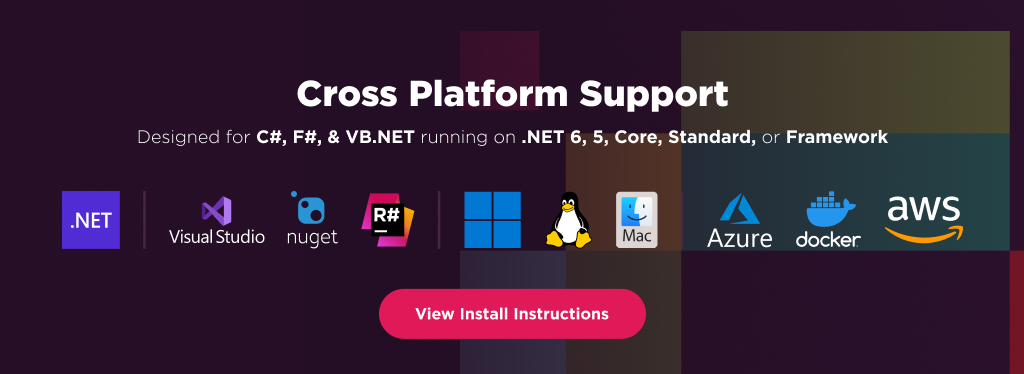 Cross Platform Support
Designed for C#, F#, & VB.NET running on .NET 6, 5, Core, Standard, or Framework
.NET
Visual Studio
nuget
R#
Mac
Azure
docker
aws
View Install Instructions